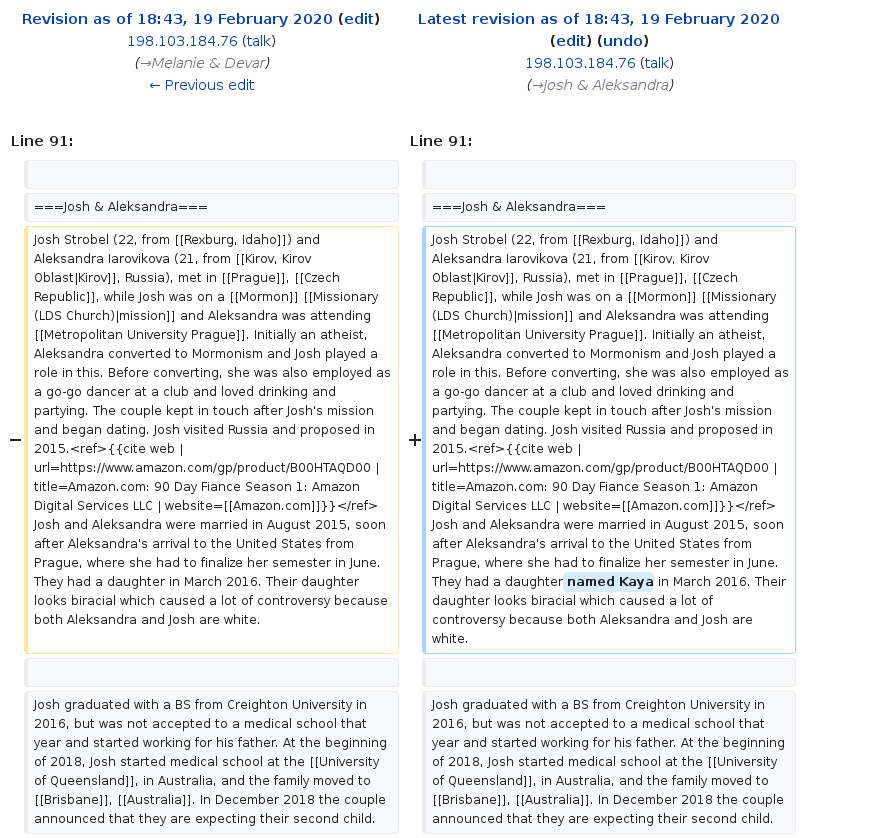 Revision as of 18:43, 19 February 2020 (edit)
198.103.184.76 (talk)
(→Melanie & Devar)
← Previous edit
Latest revision as of 18:43, 19 February 2020
(edit) (undo)
198.103.184.76 (talk)
(→Josh & Aleksandra)
Line 91:
Line 91:
===Josh & Aleksandra===
===Josh & Aleksandra===
−
Josh Strobel (22, from [[Rexburg, Idaho]]) and
Aleksandra Iarovikova (21, from [[Kirov, Kirov
Oblast|Kirov]], Russia), met in [[Prague]], [[Czech
Republic]], while Josh was on a [[Mormon]] [[Missionary
(LDS Church)|mission]] and Aleksandra was attending
[[Metropolitan University Prague]]. Initially an atheist,
Aleksandra converted to Mormonism and Josh played a
role in this. Before converting, she was also employed as
a go-go dancer at a club and loved drinking and
partying. The couple kept in touch after Josh's mission
and began dating. Josh visited Russia and proposed in
2015.<ref>{{cite web |
url=https://www.amazon.com/gp/product/B00HTAQD00 |
title=Amazon.com: 90 Day Fiance Season 1: Amazon
Digital Services LLC | website=[[Amazon.com]]}}</ref>
Josh and Aleksandra were married in August 2015, soon
after Aleksandra's arrival to the United States from
Prague, where she had to finalize her semester in June.
They had a daughter in March 2016. Their daughter
looks biracial which caused a lot of controversy because
both Aleksandra and Josh are white.
+
Josh Strobel (22, from [[Rexburg, Idaho]]) and
Aleksandra Iarovikova (21, from [[Kirov, Kirov
Oblast|Kirov]], Russia), met in [[Prague]], [[Czech
Republic]], while Josh was on a [[Mormon]] [[Missionary
(LDS Church)|mission]] and Aleksandra was attending
[[Metropolitan University Prague]]. Initially an atheist,
Aleksandra converted to Mormonism and Josh played a
role in this. Before converting, she was also employed as
a go-go dancer at a club and loved drinking and
partying. The couple kept in touch after Josh's mission
and began dating. Josh visited Russia and proposed in
2015.<ref>{{cite web |
url=https://www.amazon.com/gp/product/B00HTAQD00 |
title=Amazon.com: 90 Day Fiance Season 1: Amazon
Digital Services LLC | website=[[Amazon.com]]}}</ref>
Josh and Aleksandra were married in August 2015, soon
after Aleksandra's arrival to the United States from
Prague, where she had to finalize her semester in June.
They had a daughter named Kaya in March 2016. Their
daughter looks biracial which caused a lot of
controversy because both Aleksandra and Josh are
white.
Josh graduated with a BS from Creighton University in
2016, but was not accepted to a medical school that
year and started working for his father. At the beginning
of 2018, Josh started medical school at the [[University
of Queensland]], in Australia, and the family moved to
[[Brisbane]], [[Australia]]. In December 2018 the couple
announced that they are expecting their second child.
Josh graduated with a BS from Creighton University in
2016, but was not accepted to a medical school that
year and started working for his father. At the beginning
of 2018, Josh started medical school at the [[University
of Queensland]], in Australia, and the family moved to
[[Brisbane]], [[Australia]]. In December 2018 the couple
announced that they are expecting their second child.